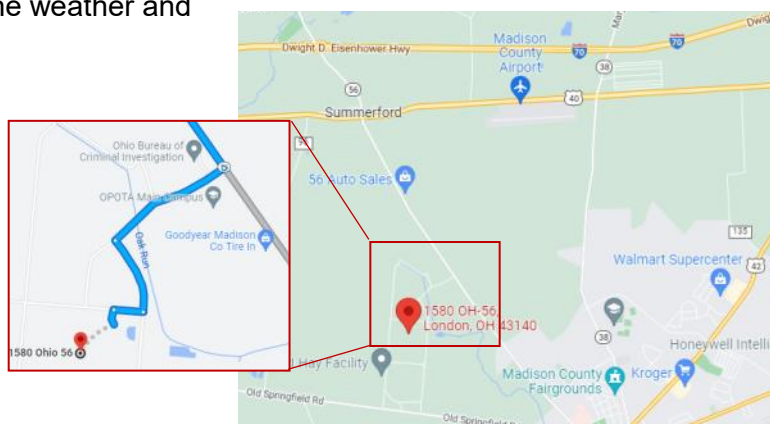 ne weather and
Dwight D. Eisenhower Hwy
Madison
County
Airport
70
70
38
56
40
Summerford
56 Auto Sales
135
Walmart Supercenter
42
1580 OH-56,
London, OH 43140
Hay Facility
38
Honeywell Intelli
Madison County
Fairgrounds
Kroger
Old Springfield Rd
Old Springfield Rd
Ohio Bureau of
Criminal Investigation
OPOTA Main Campus
Goodyear Madison
Co Tire In
Oak Run
1580 Ohio 56